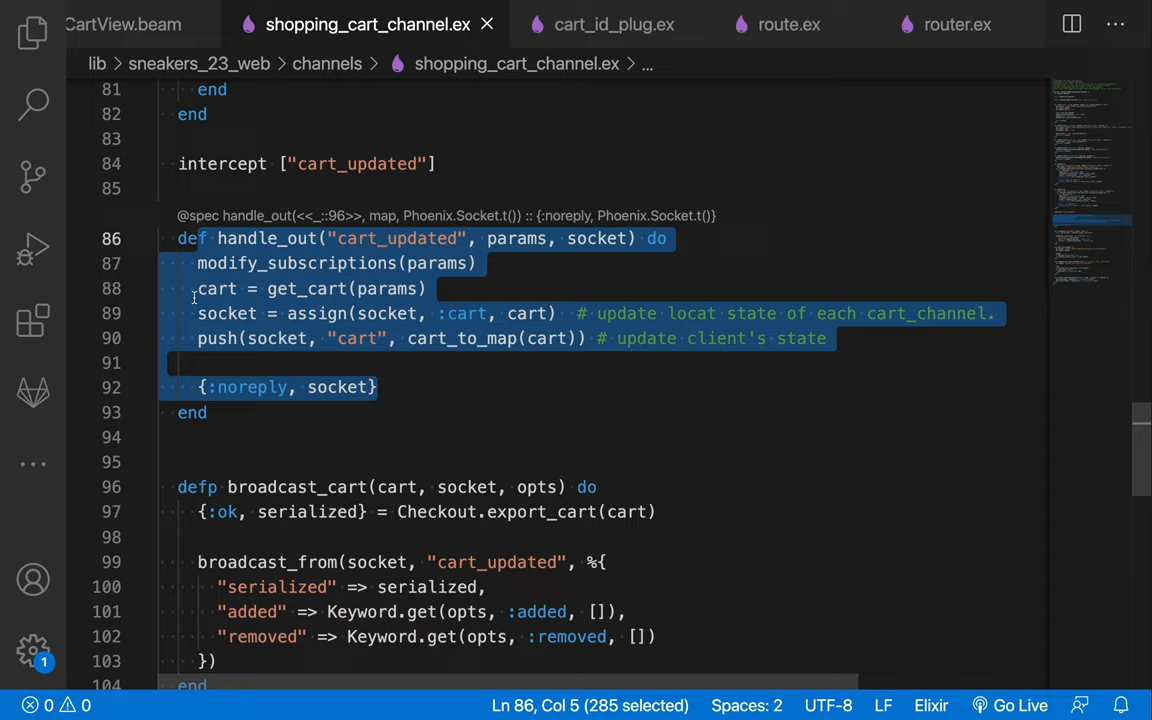 CartView.beam
shopping_cart_channel.ex
cart_id_plug.ex
route.ex
router.ex
lib > sneakers_23_web > channels > shopping_cart_channel.ex > ...
81 end
82 end
83
84 intercept ["cart_updated"]
85
@spec handle_out(<<_::96>>, map, Phoenix.Socket.t()) :: {:noreply, Phoenix.Socket.t()}
86 def handle_out("cart_updated", params, socket) do
87 modify_subscriptions(params)
88 cart = get_cart(params)
89 socket = assign(socket, :cart, cart) # update locat state of each cart_channel.
90 push(socket, "cart", cart_to_map(cart)) # update client's state
91
92 {:noreply, socket}
93 end
94
95
96 defp broadcast_cart(cart, socket, opts) do
97 {:ok, serialized} = Checkout.export_cart(cart)
98
99 broadcast_from(socket, "cart_updated", %{
100 "serialized" => serialized,
101 "added" => Keyword.get(opts, :added, []),
102 "removed" => Keyword.get(opts, :removed, [])
103 })
104 end
1
0 0 Ln 86, Col 5 (285 selected) Spaces: 2 UTF-8 LF Elixir Go Live